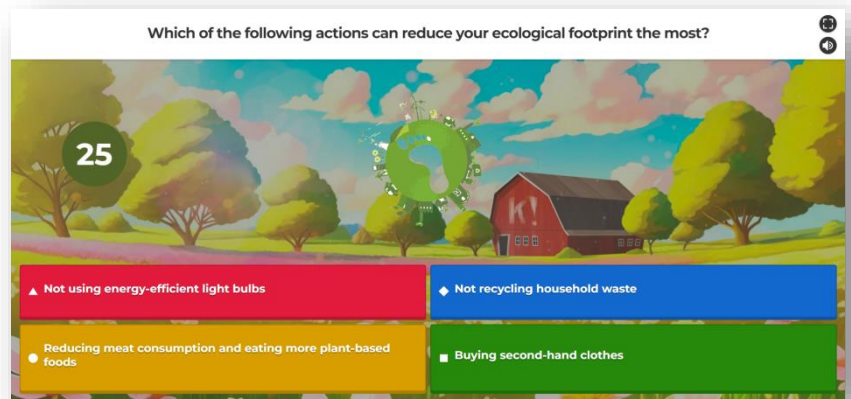 Which of the following actions can reduce your ecological footprint the most?
25
k!
Not using energy-efficient light bulbs
Not recycling household waste
Reducing meat consumption and eating more plant-based
foods
Buying second-hand clothes